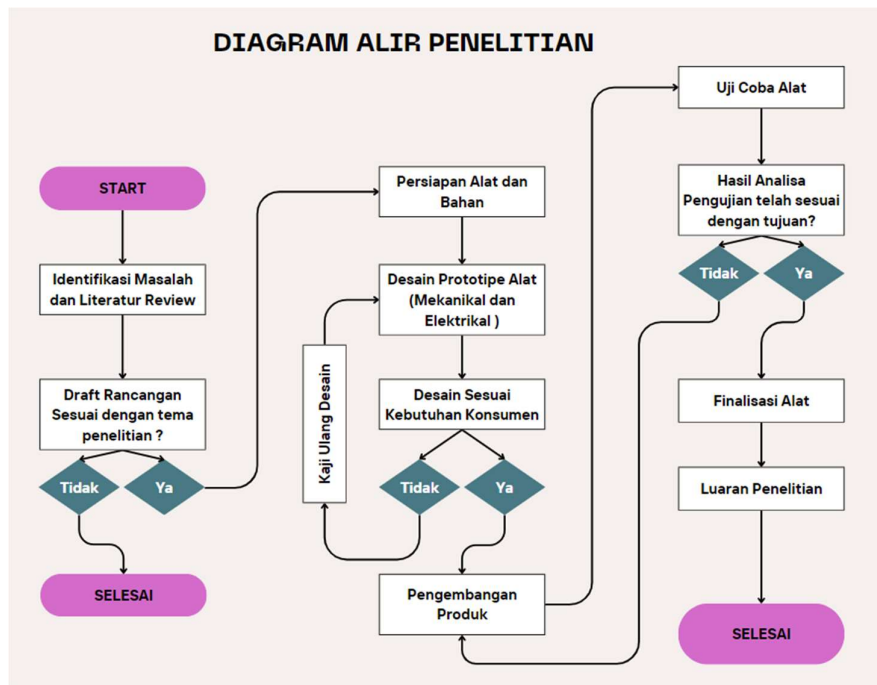 DIAGRAM ALIR PENELITIAN
START
Identifikasi Masalah
dan Literatur Review
Draft Rancangan
Sesuai dengan tema
penelitian ?
Tidak
Ya
SELESAI
Persiapan Alat dan
Bahan
Desain Prototipe Alat
(Mekanikal dan
Elektrikal )
Kaji Ulang Desain
Desain Sesuai
Kebutuhan Konsumen
Tidak
Ya
Pengembangan
Produk
Uji Coba Alat
Hasil Analisa
Pengujian telah sesuai
dengan tujuan?
Tidak
Ya
Finalisasi Alat
Luaran Penelitian
SELESAI